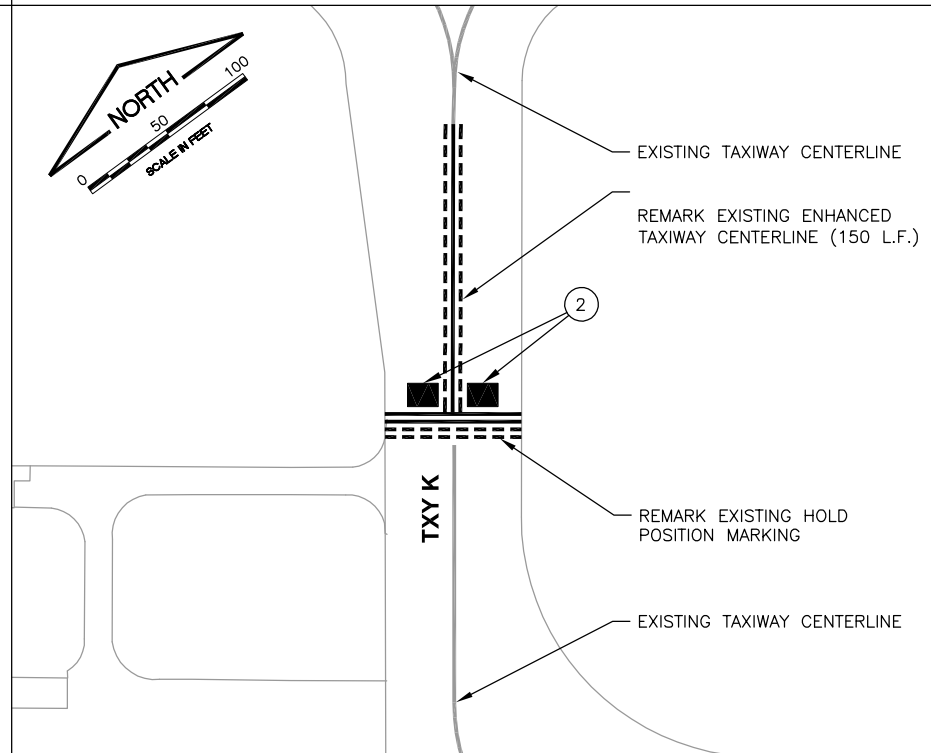 NORTH
0
50
100
SCALE IN FEET
EXISTING TAXIWAY CENTERLINE
REMARK EXISTING ENHANCED
TAXIWAY CENTERLINE (150 L.F.)
2
TXY K
REMARK EXISTING HOLD
POSITION MARKING
EXISTING TAXIWAY CENTERLINE